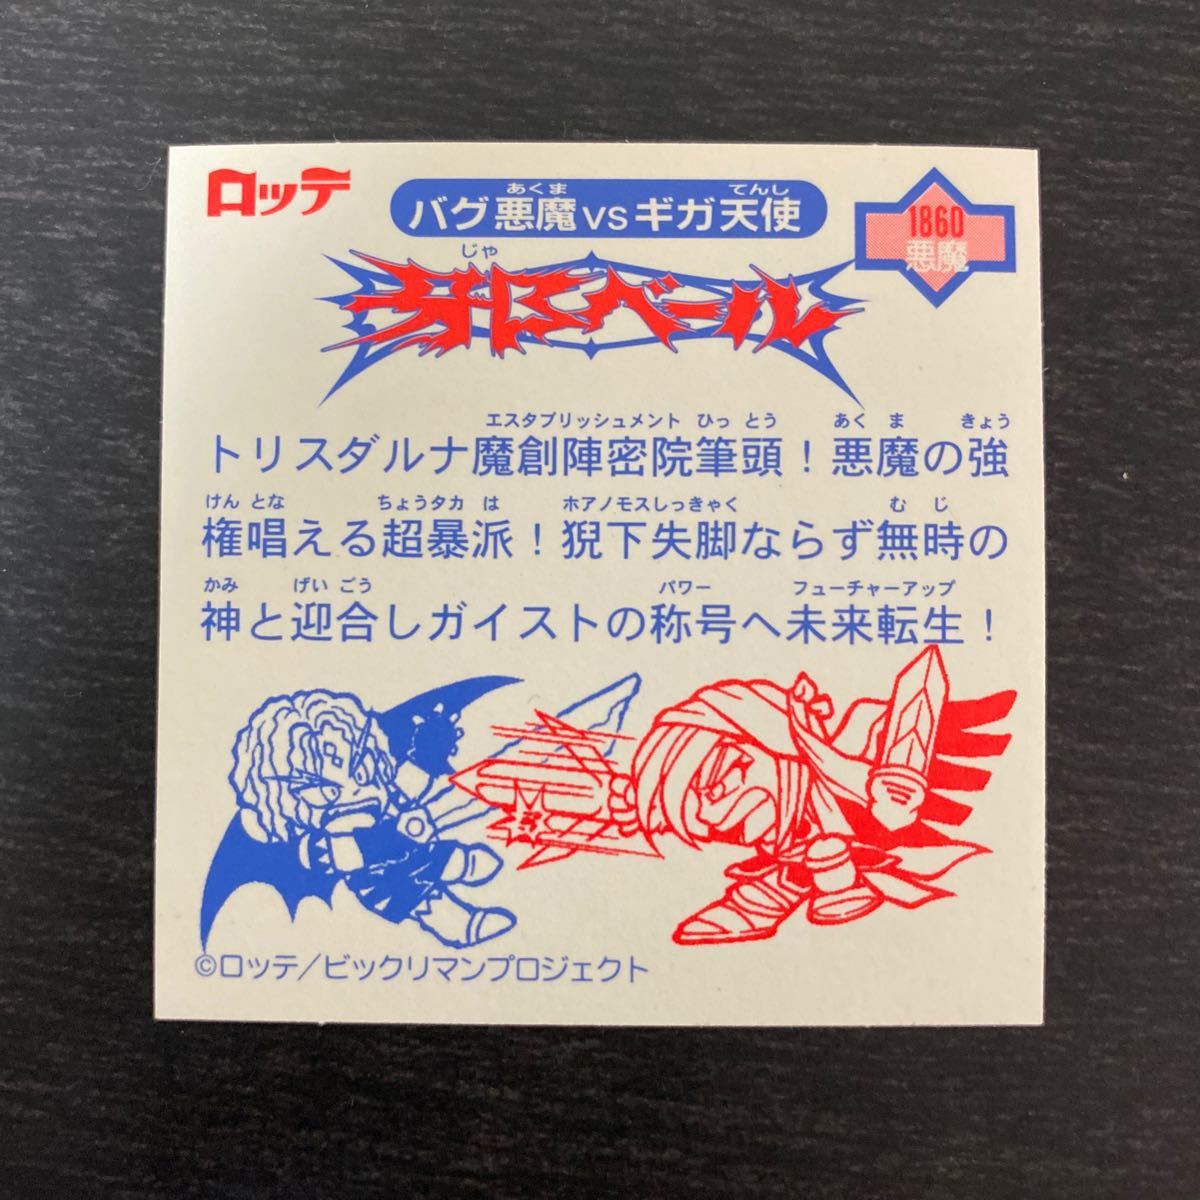 ロッテ
バグ悪魔vsギガ天使
あくま てんし
1860
悪魔
じゃ
邪ベール
エスタブリッシュメント ひっとう あくま きょう
トリスダルナ魔創陣密院筆頭！悪魔の強
けんとな ちょうタカは ホアノモスしっきゃく むじ
権唱える超暴派！猊下失脚ならず無時の
かみ げいごう パワー フューチャーアップ
神と迎合しガイストの称号へ未来転生！
©ロッテ/ビックリマンプロジェクト